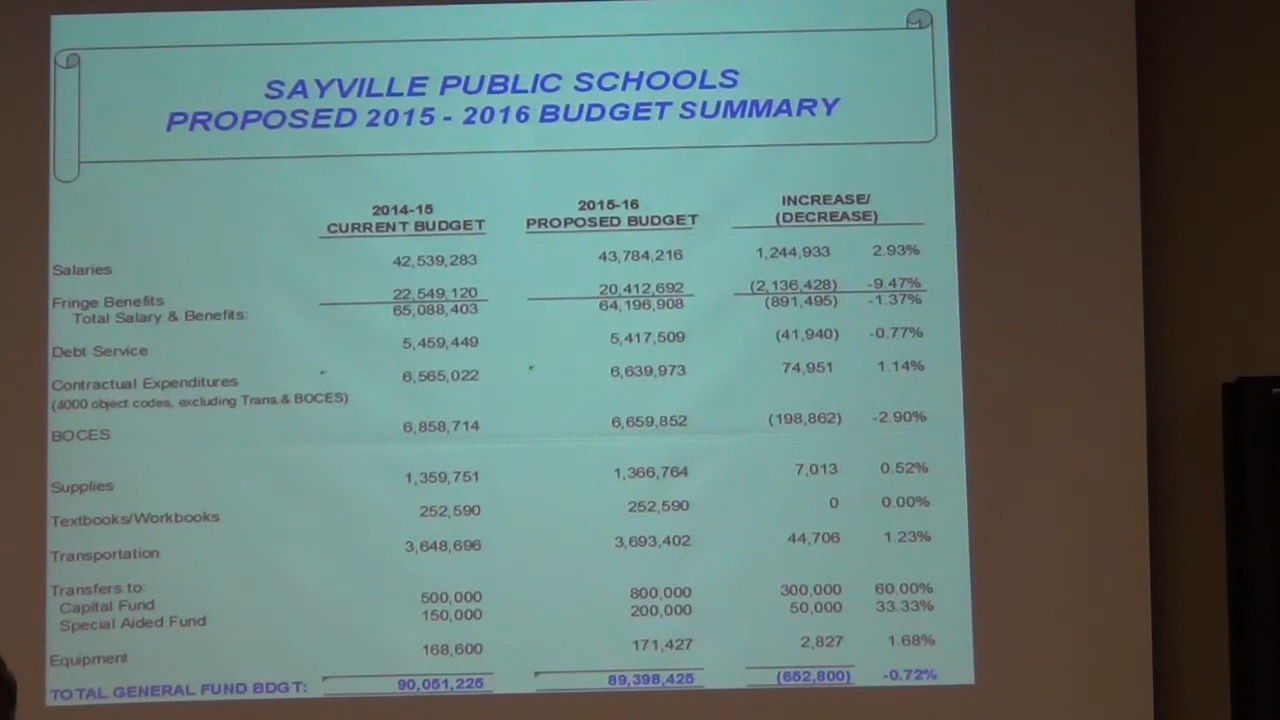 SAYVILLE PUBLIC SCHOOLS
PROPOSED 2015 - 2016 BUDGET SUMMARY
2014-15 2015-16 INCREASE/
CURRENT BUDGET PROPOSED BUDGET (DECREASE)
Salaries 42,539,283 43,784,216 1,244,933 2.93%
Fringe Benefits 22,549,120 20,412,692 (2,136,428) -9.47%
Total Salary & Benefits: 65,088,403 64,196,908 (891,495) -1.37%
Debt Service 5,459,449 5,417,509 (41,940) -0.77%
Contractual Expenditures 6,565,022 6,639,973 74,951 1.14%
(4000 object codes, excluding Trans.& BOCES)
BOCES 6,858,714 6,659,852 (198,862) -2.90%
Supplies 1,359,751 1,366,764 7,013 0.52%
Textbooks/Workbooks 252,590 252,590 0 0.00%
Transportation 3,648,696 3,693,402 44,706 1.23%
Transfers to:
Capital Fund 500,000 800,000 300,000 60.00%
Special Aided Fund 150,000 200,000 50,000 33.33%
Equipment 168,600 171,427 2,827 1.68%
TOTAL GENERAL FUND BDGT: 90,051,225 89,398,425 (652,800) -0.72%